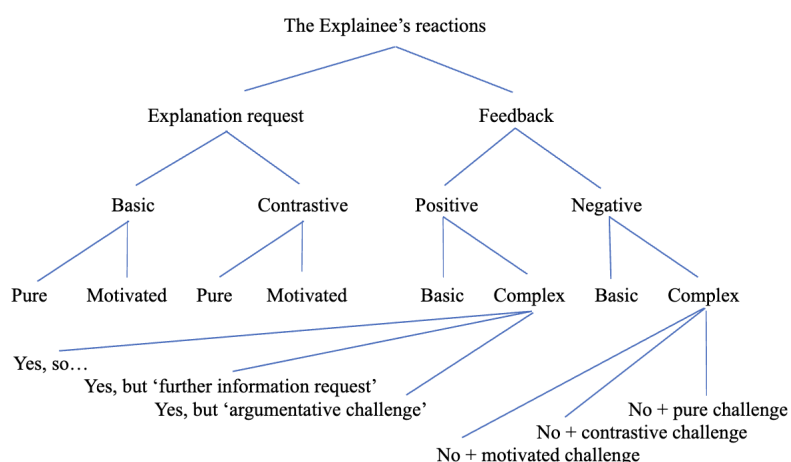 The Explainee’s reactions
Explanation request
Feedback
Basic
Contrastive
Positive
Negative
Pure
Motivated
Pure
Motivated
Basic
Complex
Basic
Complex
Yes, so…
Yes, but ‘further information request’
Yes, but ‘argumentative challenge’
No + pure challenge
No + contrastive challenge
No + motivated challenge